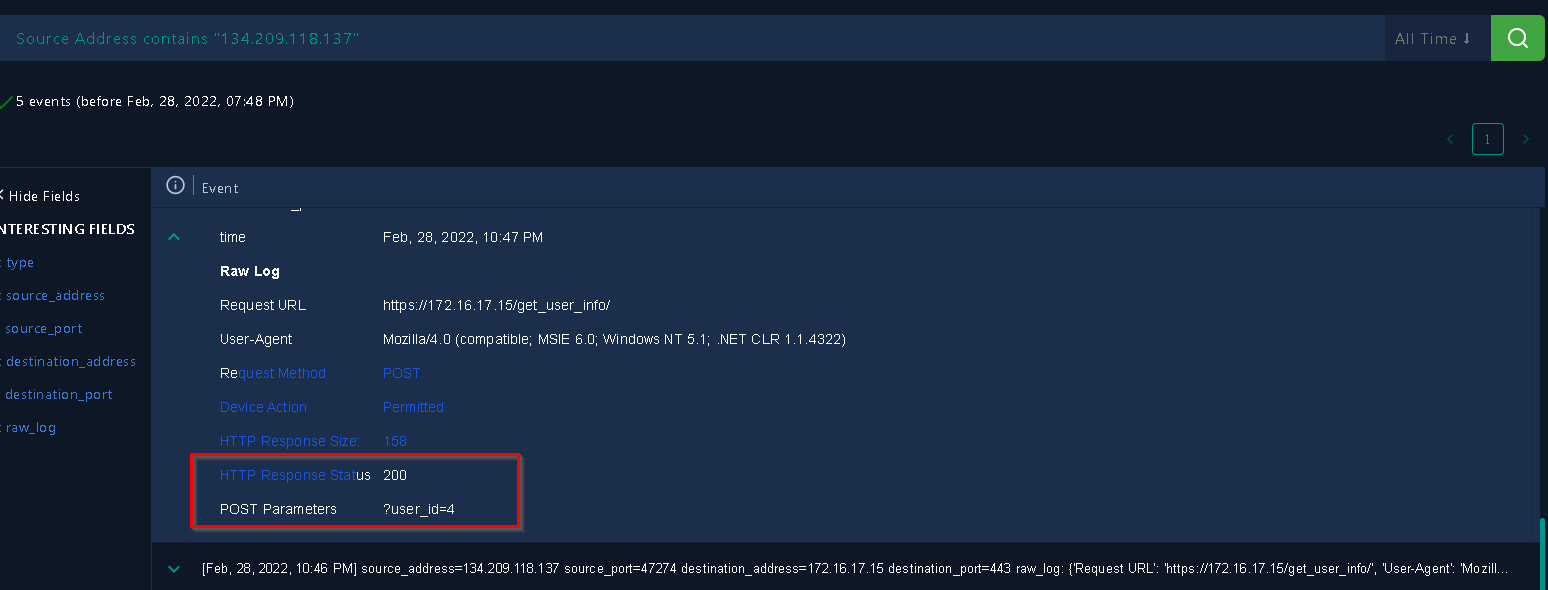 Source Address contains "134.209.118.137"
All Time
5 events (before Feb, 28, 2022, 07:48 PM)
1
Hide Fields
Event
NTERESTING FIELDS
time Feb, 28, 2022, 10:47 PM
type
Raw Log
source_address
Request URL https://172.16.17.15/get_user_info/
source_port
User-Agent Mozilla/4.0 (compatible; MSIE 6.0; Windows NT 5.1; .NET CLR 1.1.4322)
destination_address
Request Method POST
destination_port
Device Action Permitted
raw_log
HTTP Response Size: 158
HTTP Response Status 200
POST Parameters ?user_id=4
[Feb, 28, 2022, 10:46 PM] source_address=134.209.118.137 source_port=47274 destination_address=172.16.17.15 destination_port=443 raw_log: {'Request URL': 'https://172.16.17.15/get_user_info/', 'User-Agent': 'Mozill...